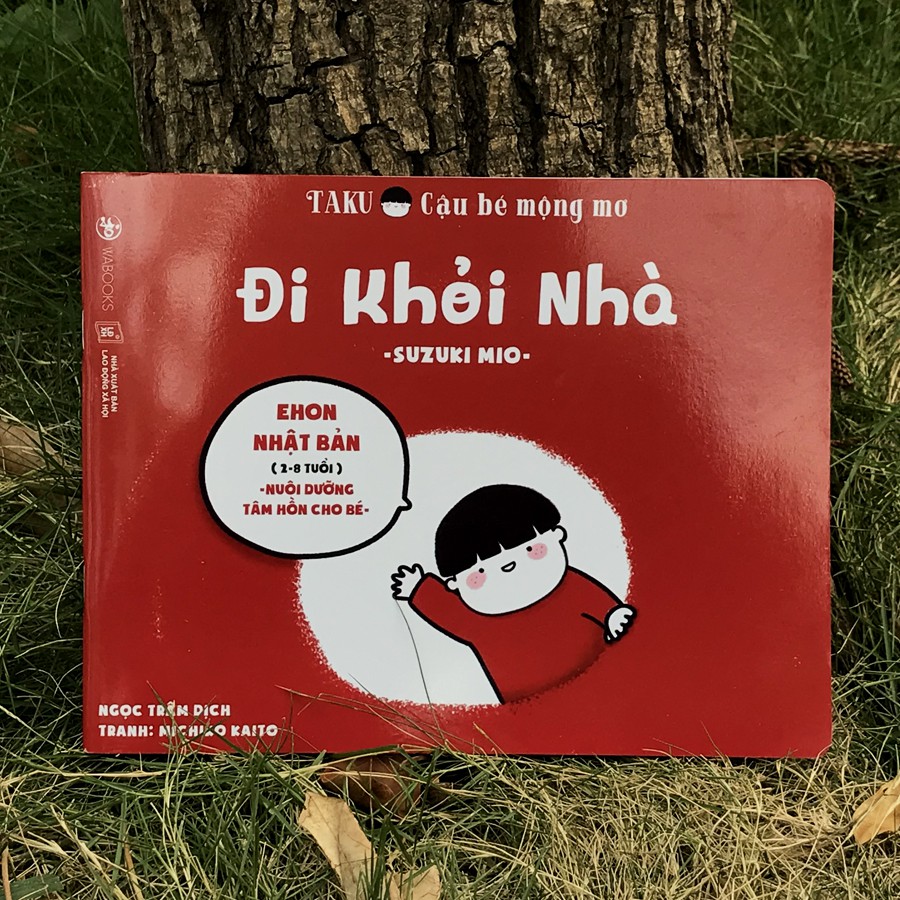 TAKU Cậu bé mộng mơ
Đi Khỏi Nhà
-SUZUKI MIO-
EHON
NHẬT BẢN
( 2-8 TUỔI )
-NUÔI DƯỠNG
TÂM HỒN CHO BÉ-
NGỌC TRÂM DỊCH
TRANH: MICHIKO KAITO
WABOOKS
NHÀ XUẤT BẢN
LAO ĐỘNG XÃ HỘI